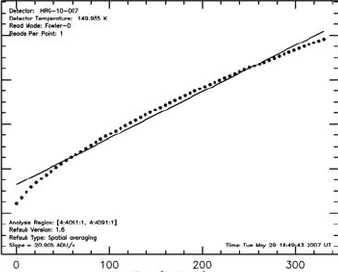 Detector: HRG-10-007
Detector Temperature: 149.955 K
Read Mode: Fowler-0
Reads Per Point: 1
Analysis Region: [4:4091:1, 4:4091:1]
Refsub Version: 1.6
Refsub Type: Spatial averaging
Slope = 20.905 ADU/s
Time: Tue May 29 18:49:43 2007 UT
0 100 200 300